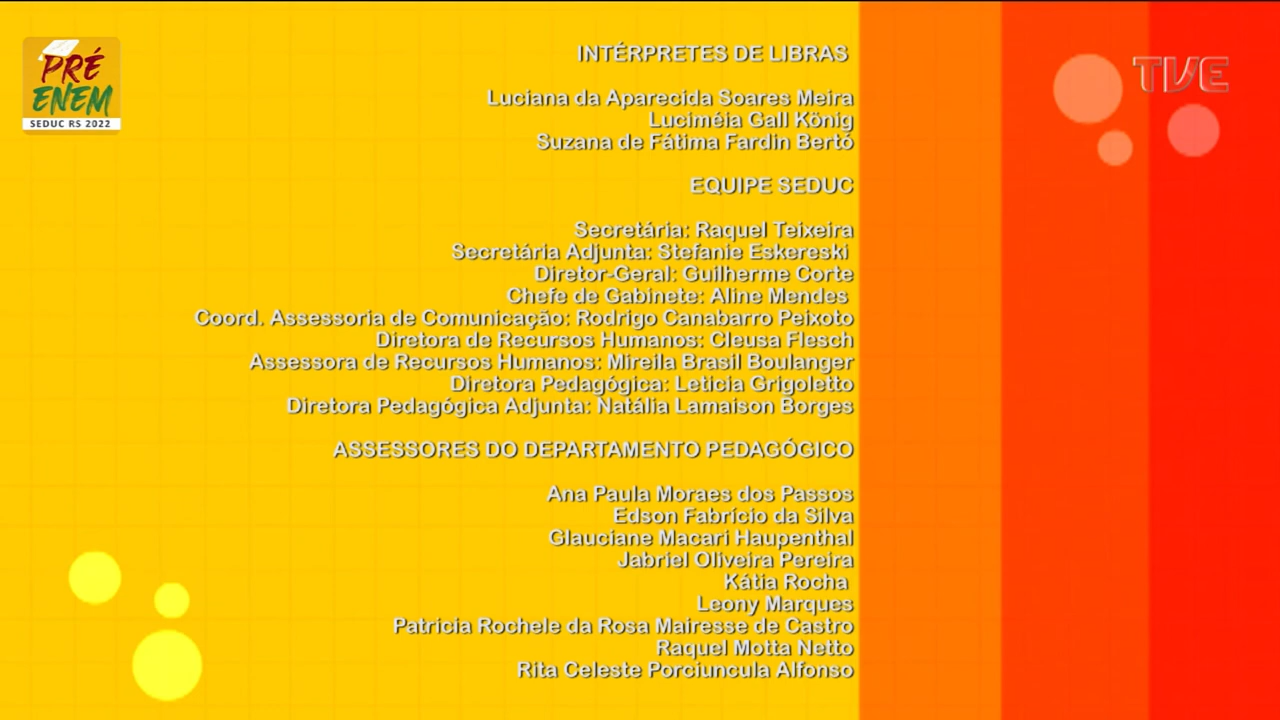 PRÉ
ENEM
SEDUC RS 2022
TVE
INTÉRPRETES DE LIBRAS
Luciana da Aparecida Soares Meira
Luciméia Gall König
Suzana de Fátima Fardin Bertó
EQUIPE SEDUC
Secretária: Raquel Teixeira
Secretária Adjunta: Stefanie Eskereski
Diretor-Geral: Guilherme Corte
Chefe de Gabinete: Aline Mendes
Coord. Assessoria de Comunicação: Rodrigo Canabarro Peixoto
Diretora de Recursos Humanos: Cleusa Flesch
Assessora de Recursos Humanos: Mireila Brasil Boulanger
Diretora Pedagógica: Leticia Grigoletto
Diretora Pedagógica Adjunta: Natália Lamaison Borges
ASSESSORES DO DEPARTAMENTO PEDAGÓGICO
Ana Paula Moraes dos Passos
Edson Fabrício da Silva
Glauciane Macari Haupenthal
Jabriel Oliveira Pereira
Kátia Rocha
Leony Marques
Patricia Rochele da Rosa Mairesse de Castro
Raquel Motta Netto
Rita Celeste Porciuncula Alfonso